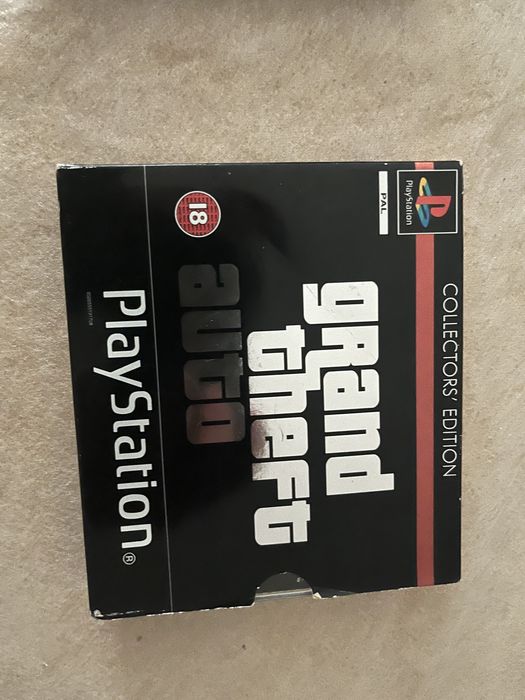 COLLECTORS' EDITION
PlayStation
PAL
grand
theft
auto
18
PlayStation®